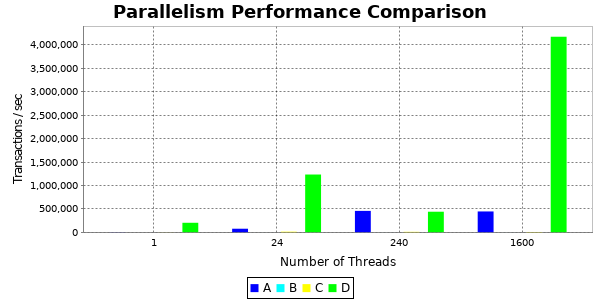 Parallelism Performance Comparison
Transactions / sec
4,000,000
3,500,000
3,000,000
2,500,000
2,000,000
1,500,000
1,000,000
500,000
0
1 24 240 1600
Number of Threads
A B C D